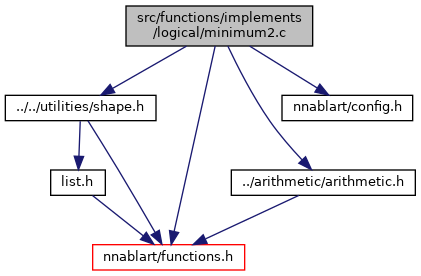 src/functions/implements
/logical/minimum2.c
../../utilities/shape.h
nnablart/config.h
list.h
../arithmetic/arithmetic.h
nnablart/functions.h